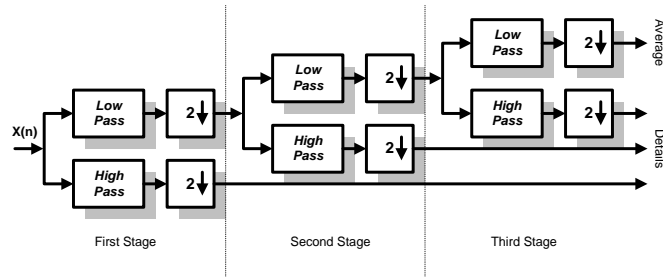 Low
Pass
2
Average
Low
Pass
2
High
Pass
2
Details
X(n)
Low
Pass
2
High
Pass
2
High
Pass
2
First Stage
Second Stage
Third Stage